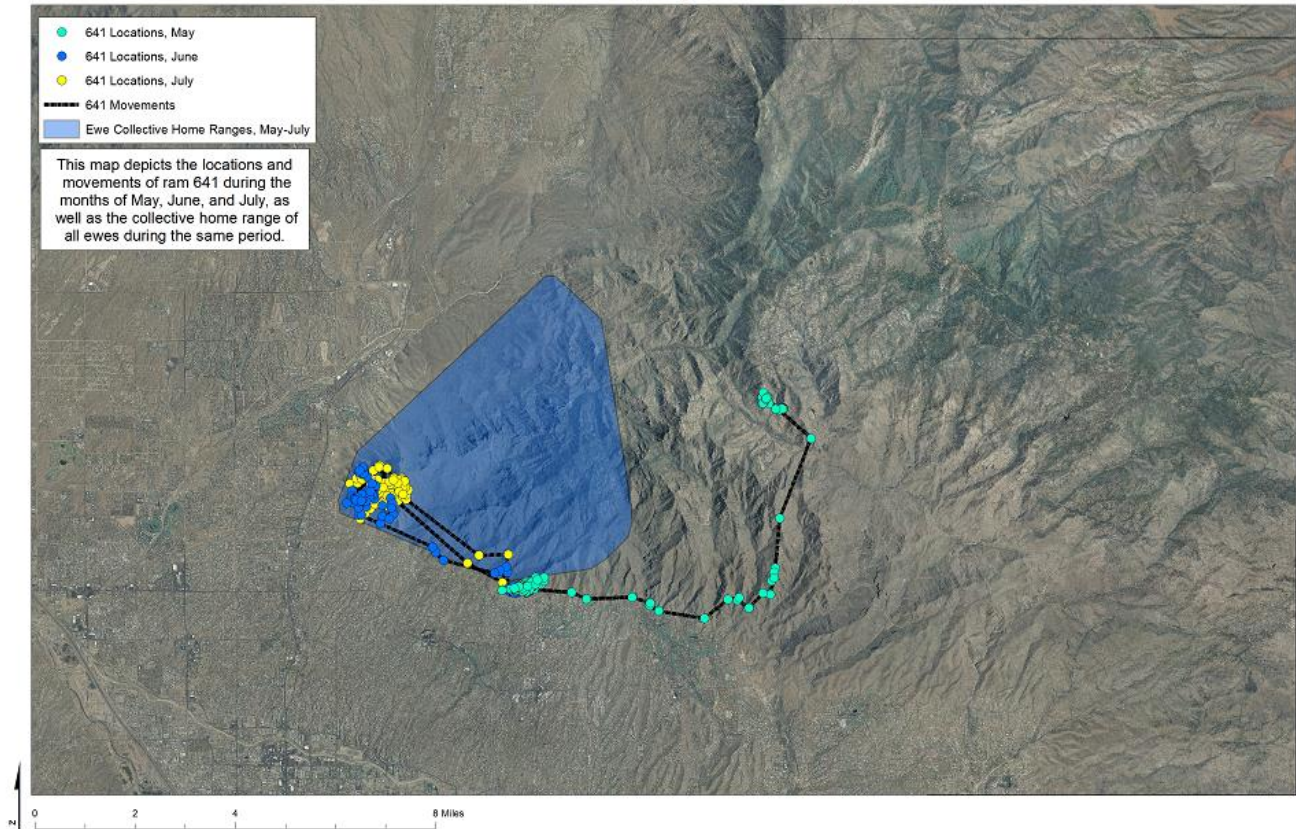 641 Locations, May
641 Locations, June
641 Locations, July
641 Movements
Ewe Collective Home Ranges, May-July
This map depicts the locations and
movements of ram 641 during the
months of May, June, and July, as
well as the collective home range of
all ewes during the same period.
N
0 2 4 8 Miles